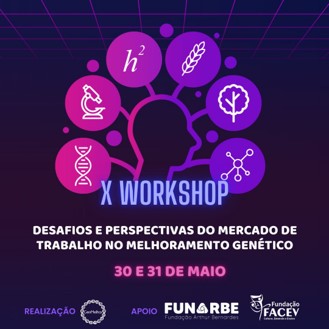 h²
X WORKSHOP
DESAFIOS E PERSPECTIVAS DO MERCADO DE
TRABALHO NO MELHORAMENTO GENÉTICO
30 E 31 DE MAIO
REALIZAÇÃO
APOIO
FUNARBE
Fundação Arthur Bernardes
Fundação
FACEV